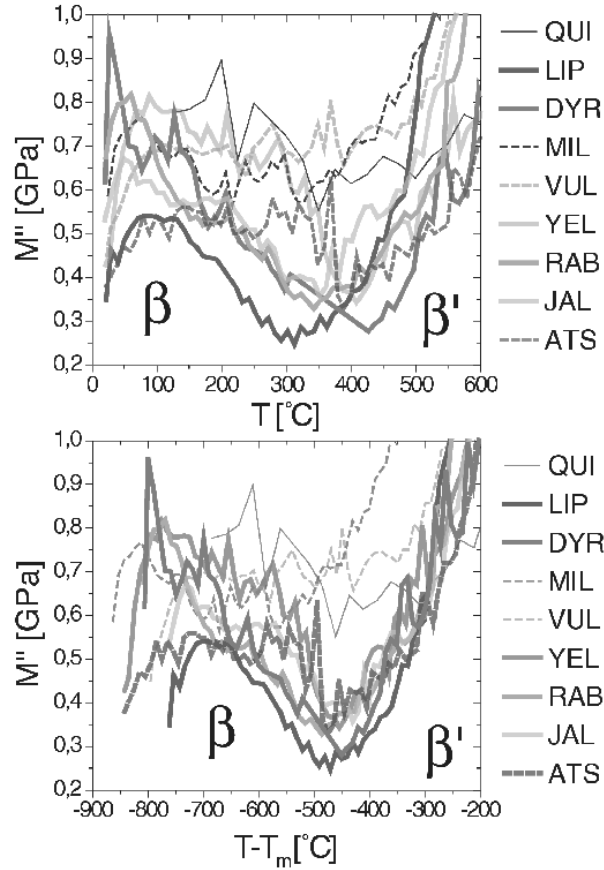 1,0
0,9
0,8
0,7
0,6
0,5
0,4
0,3
0,2
M" [GPa]
β
β'
0 100 200 300 400 500 600
T [°C]
QUI
LIP
DYR
MIL
VUL
YEL
RAB
JAL
ATS
1,0
0,9
0,8
0,7
0,6
0,5
0,4
0,3
0,2
M" [GPa]
β
β'
-900 -800 -700 -600 -500 -400 -300 -200
T-Tm[°C]
QUI
LIP
DYR
MIL
VUL
YEL
RAB
JAL
ATS